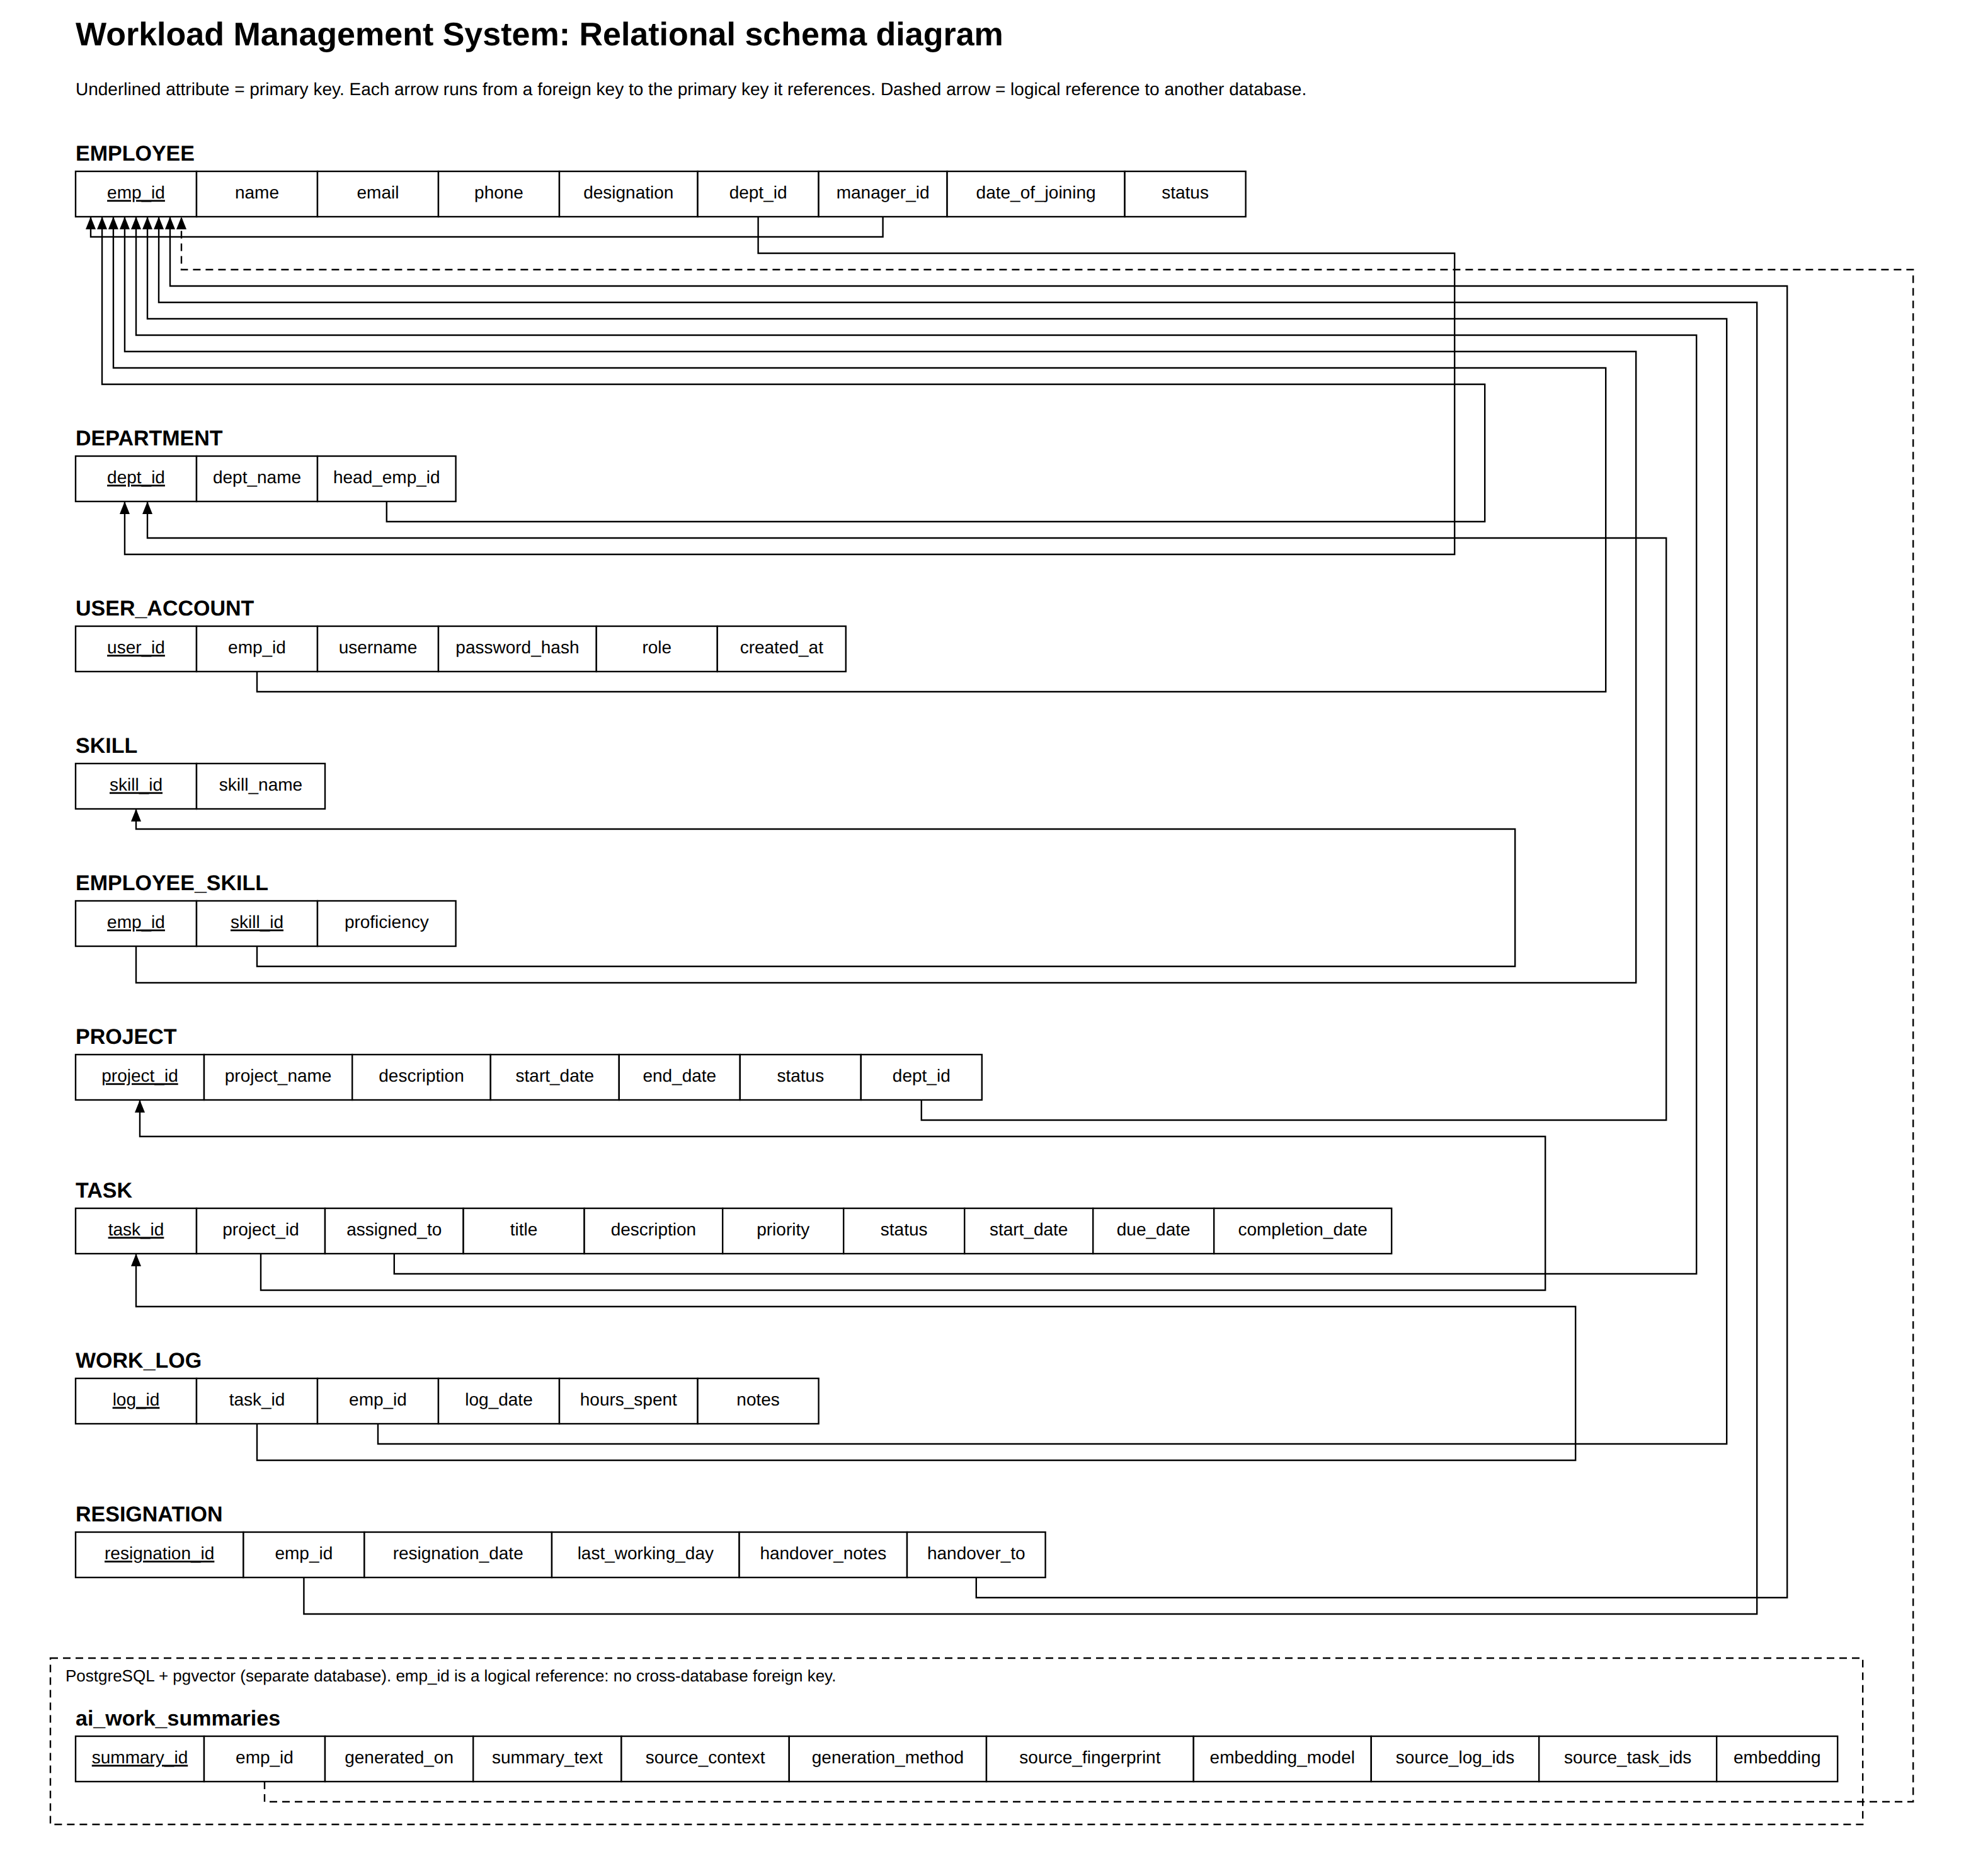 Workload Management System: Relational schema diagram
Underlined attribute = primary key. Each arrow runs from a foreign key to the primary key it references. Dashed arrow = logical reference to another database.
EMPLOYEE
emp_id name email phone designation dept_id manager_id date_of_joining status
DEPARTMENT
dept_id dept_name head_emp_id
USER_ACCOUNT
user_id emp_id username password_hash role created_at
SKILL
skill_id skill_name
EMPLOYEE_SKILL
emp_id skill_id proficiency
PROJECT
project_id project_name description start_date end_date status dept_id
TASK
task_id project_id assigned_to title description priority status start_date due_date completion_date
WORK_LOG
log_id task_id emp_id log_date hours_spent notes
RESIGNATION
resignation_id emp_id resignation_date last_working_day handover_notes handover_to
PostgreSQL + pgvector (separate database). emp_id is a logical reference: no cross-database foreign key.
ai_work_summaries
summary_id emp_id generated_on summary_text source_context generation_method source_fingerprint embedding_model source_log_ids source_task_ids embedding